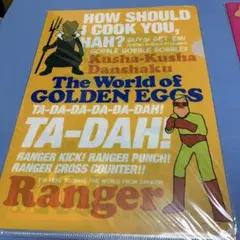 HOW SHOULD
I COOK YOU,
HAH?
GOBBLE GOBBLE-GOBBLE!!
Kusha-Kusha
Danshaku
The World of
GOLDEN EGGS
TA-DA-DA-DA-DA-DAH!
TA-DAH!
RANGER KICK! RANGER PUNCH!
RANGER CROSS COUNTER!!
Ranger